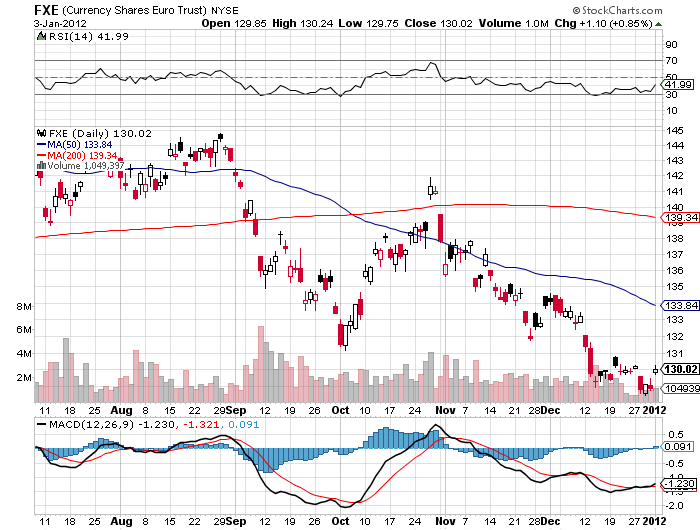 FXE (Currency Shares Euro Trust) NYSE © StockCharts.com
3-Jan-2012 Open 129.85 High 130.24 Low 129.75 Close 130.02 Volume 1.0M Chg +1.10 (+0.85%)
RSI(14) 41.99
90
70
50
41.99
30
10
FXE (Daily) 130.02
MA(50) 133.84
MA(200) 139.34
Volume 1,049,397
145
144
143
142
141
140
139.34
138
137
136
135
133.84
133
132
131
130.02
1049397
8M
6M
4M
2M
11 18 25 Aug 8 15 22 29 Sep 12 19 26 Oct 10 17 24 Nov 7 14 21 28 Dec 12 19 27 2012
MACD(12,26,9) -1.230, -1.321, 0.091
0.5
0.091
-0.5
-1.230
-1.5
-2.0
11 18 25 Aug 8 15 22 29 Sep 12 19 26 Oct 10 17 24 Nov 7 14 21 28 Dec 12 19 27 2012